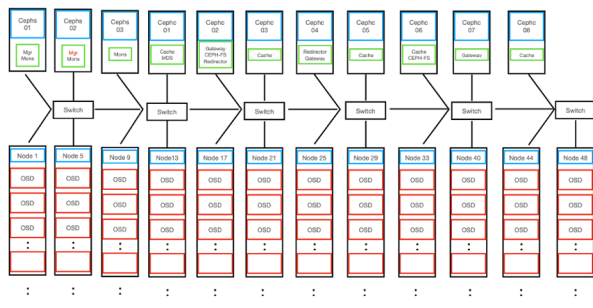 Cephs 01
Cephs 02
Cephs 03
Cephc 01
Cephc 02
Cephc 03
Cephc 04
Cephc 05
Cephc 06
Cephc 07
Cephc 08
Mgr Mons
Mgr Mons
Mons
Cache MDS
Gateway CEPH-FS Redirector
Cache
Redirector Gateway
Cache
Cache CEPH-FS
Gateway
Cache
Switch
Switch
Switch
Switch
Switch
Switch
Node 1
Node 5
Node 9
Node13
Node 17
Node 21
Node 25
Node 29
Node 33
Node 40
Node 44
Node 48
OSD OSD OSD OSD OSD OSD OSD OSD OSD OSD OSD OSD
OSD OSD OSD OSD OSD OSD OSD OSD OSD OSD OSD OSD
OSD OSD OSD OSD OSD OSD OSD OSD OSD OSD OSD OSD